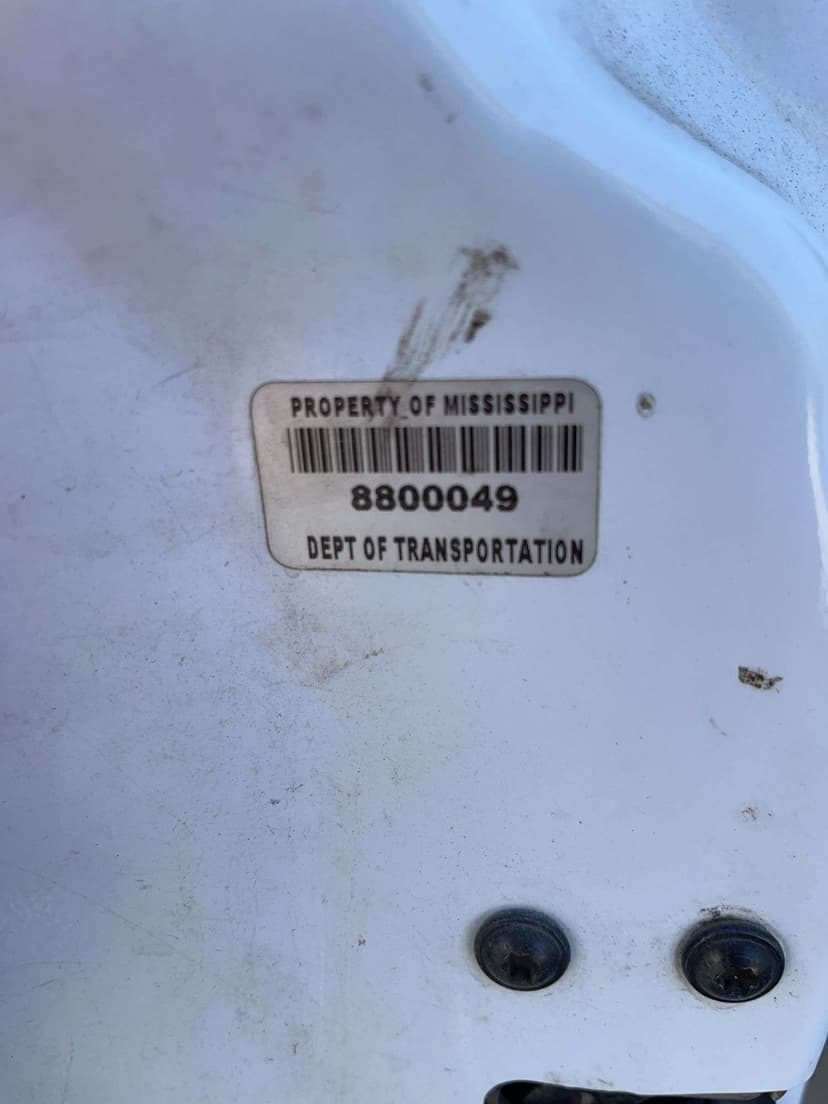 PROPERTY OF MISSISSIPPI
8800049
DEPT OF TRANSPORTATION